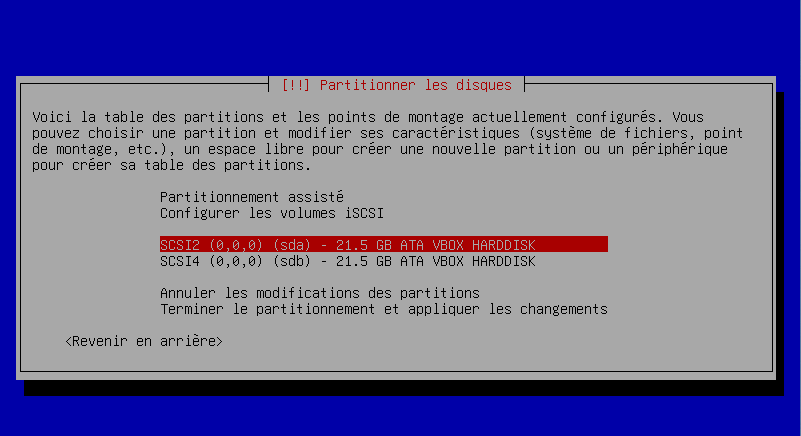 [!!] Partitionner les disques
Voici la table des partitions et les points de montage actuellement configurés. Vous
pouvez choisir une partition et modifier ses caractéristiques (système de fichiers, point
de montage, etc.), un espace libre pour créer une nouvelle partition ou un périphérique
pour créer sa table des partitions.
Partitionnement assisté
Configurer les volumes iSCSI
SCSI2 (0,0,0) (sda) - 21.5 GB ATA VBOX HARDDISK
SCSI4 (0,0,0) (sdb) - 21.5 GB ATA VBOX HARDDISK
Annuler les modifications des partitions
Terminer le partitionnement et appliquer les changements
<Revenir en arrière>